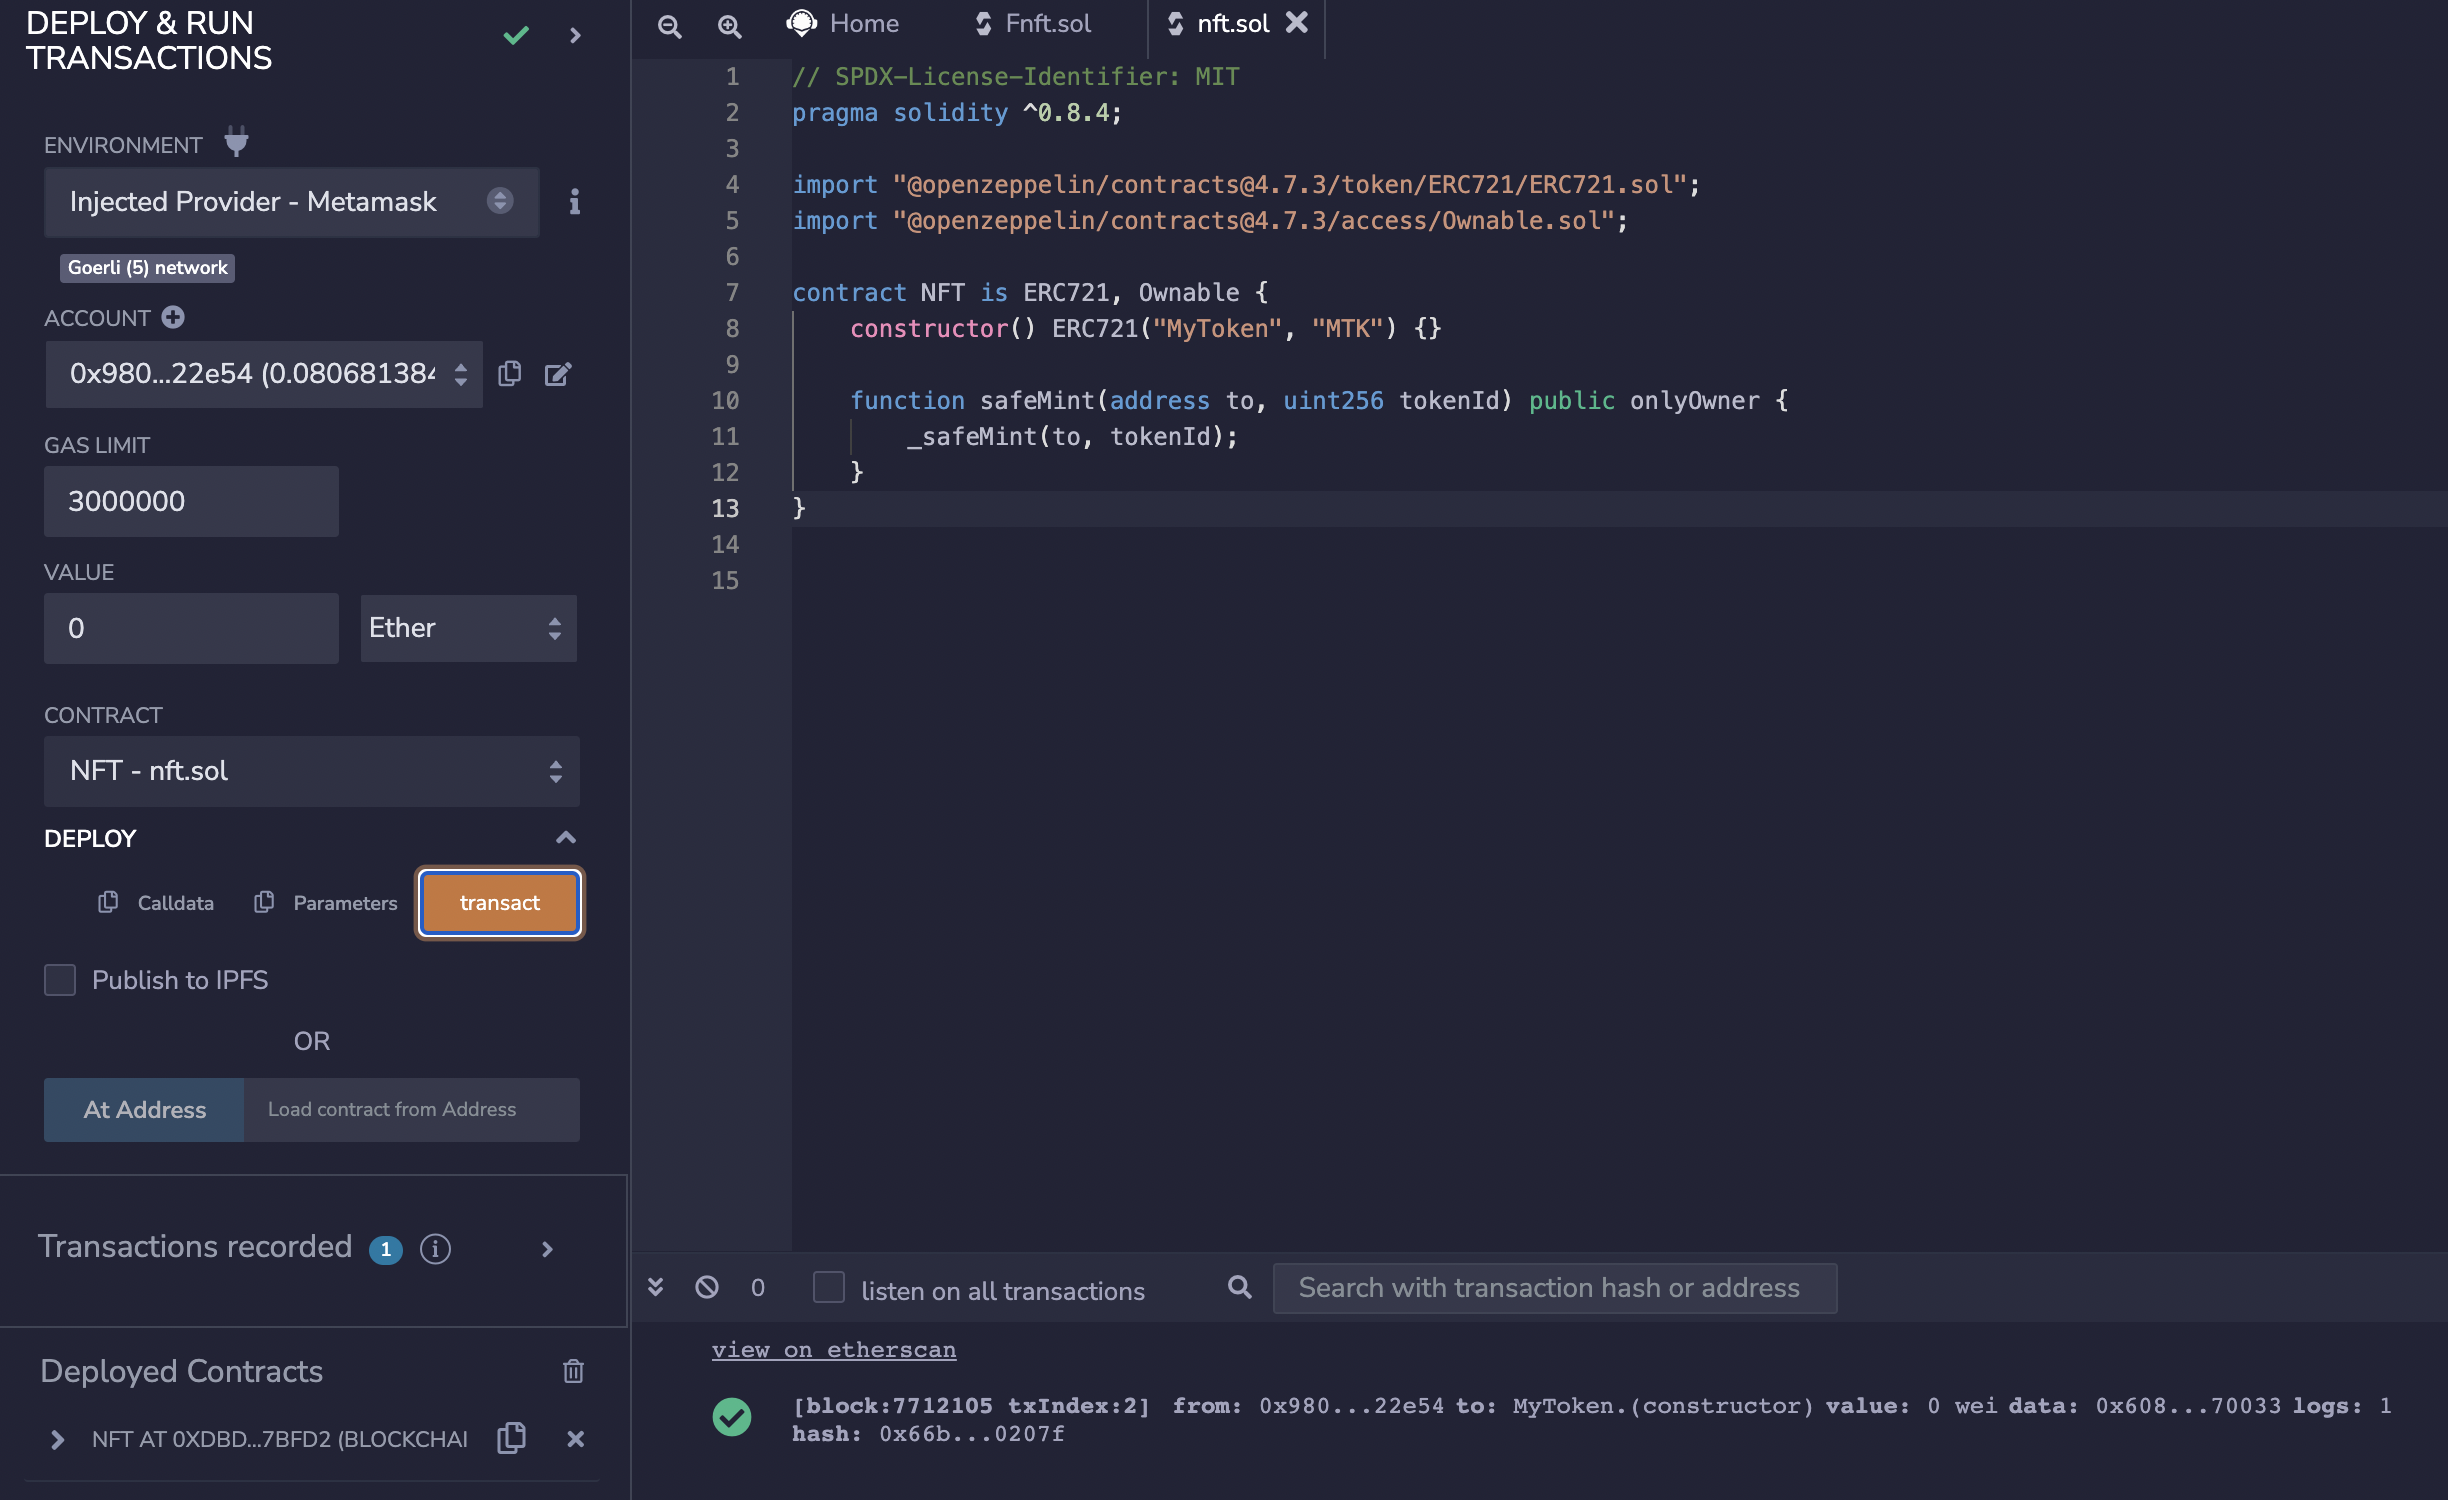 DEPLOY & RUN
TRANSACTIONS
ENVIRONMENT
Injected Provider - Metamask
Goerli (5) network
ACCOUNT
0x980...22e54 (0.080681384
GAS LIMIT
3000000
VALUE
0
Ether
CONTRACT
NFT - nft.sol
DEPLOY
Calldata
Parameters
transact
Publish to IPFS
OR
At Address
Load contract from Address
Transactions recorded 1
Deployed Contracts
NFT AT 0XDBD...7BFD2 (BLOCKCHAI
Home
Fnft.sol
nft.sol
1 // SPDX-License-Identifier: MIT
2 pragma solidity ^0.8.4;
3
4 import "@openzeppelin/contracts@4.7.3/token/ERC721/ERC721.sol";
5 import "@openzeppelin/contracts@4.7.3/access/Ownable.sol";
6
7 contract NFT is ERC721, Ownable {
8     constructor() ERC721("MyToken", "MTK") {}
9
10     function safeMint(address to, uint256 tokenId) public onlyOwner {
11         _safeMint(to, tokenId);
12     }
13 }
14
15
0
listen on all transactions
Search with transaction hash or address
view on etherscan
[block:7712105 txIndex:2] from: 0x980...22e54 to: MyToken.(constructor) value: 0 wei data: 0x608...70033 logs: 1
hash: 0x66b...0207f